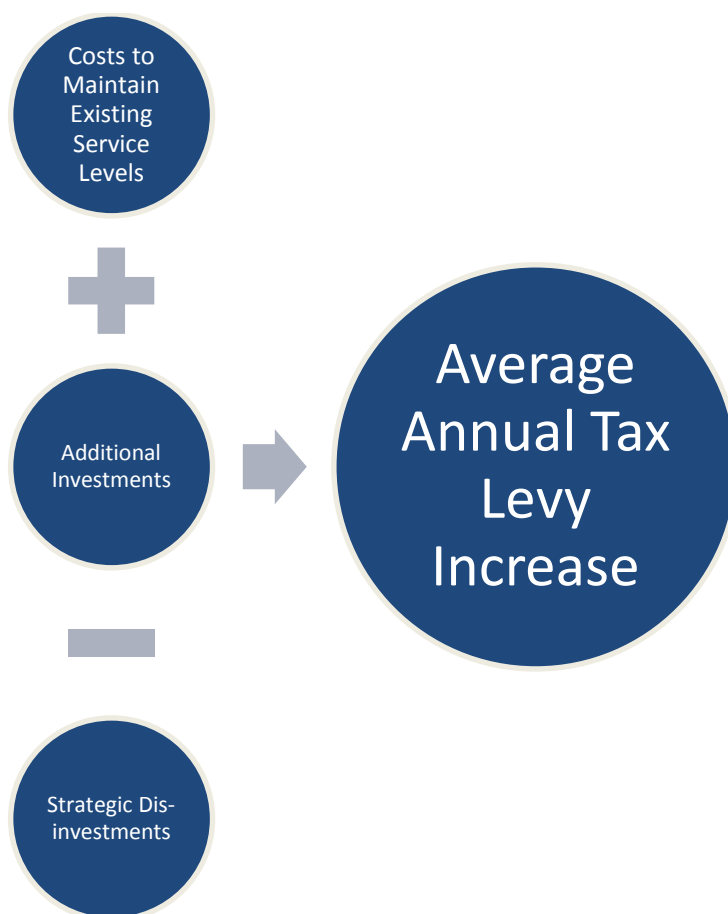 Costs to
Maintain
Existing
Service
Levels
Additional
Investments
Average
Annual Tax
Levy
Increase
Strategic Dis-
investments